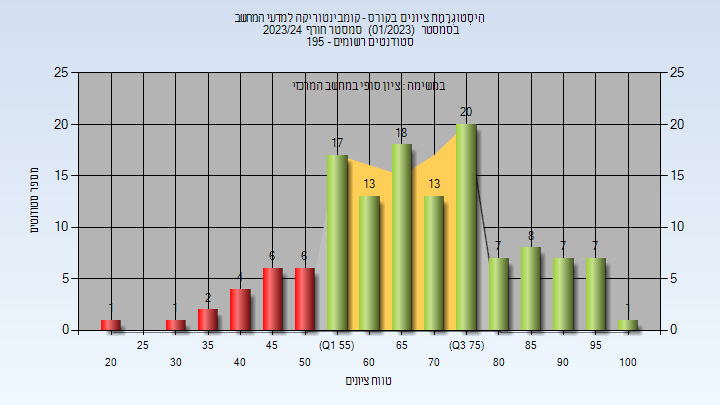 היסטוגרמת ציונים בקורס - קומבינטוריקה למדעי המחשב
בסמסטר (01/2023) סמסטר חורף 2023/24
סטודנטים רשומים - 195
במשימה : ציון סופי במחשב המרכזי
25 25
20 20
15 15
10 10
5 5
0 0
מספר סטודנטים
1 1 2 4 6 6 17 13 18 13 20 7 8 7 7 1
25 35 45 (Q1 55) 65 (Q3 75) 85 95
20 30 40 50 60 70 80 90 100
טווח ציונים